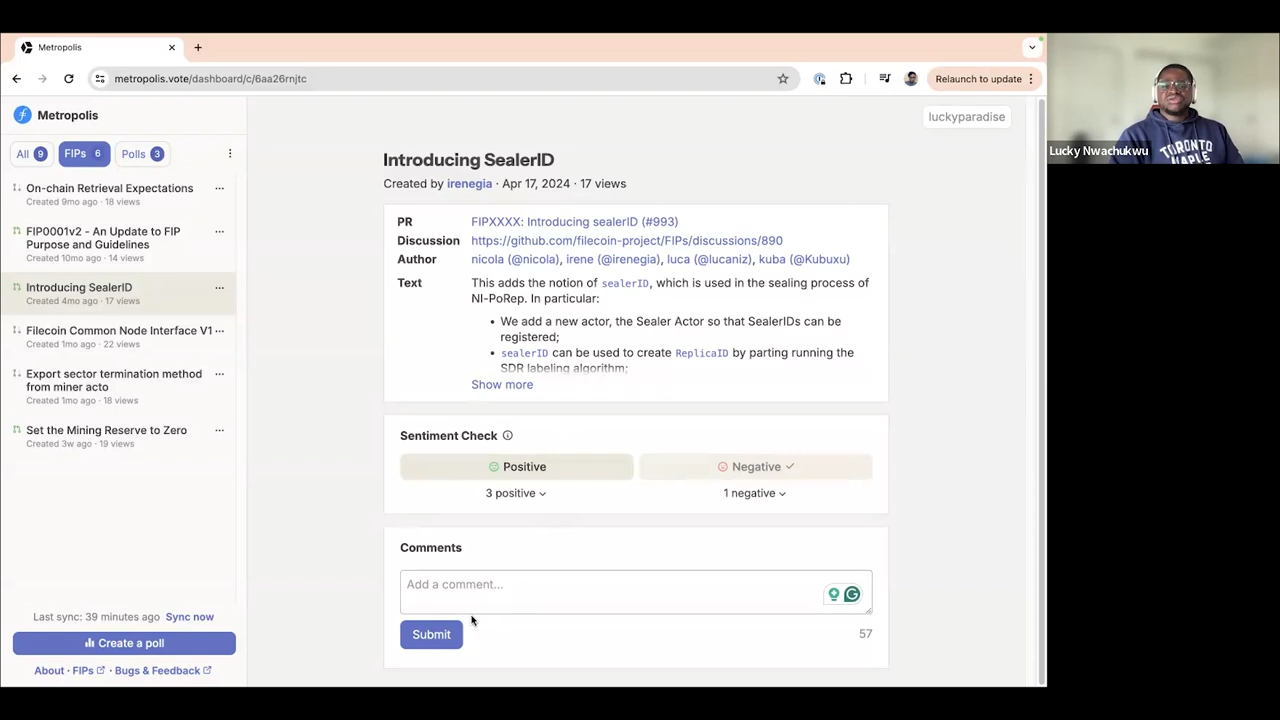 Metropolis
metropolis.vote/dashboard/c/6aa26rnjtc
Relaunch to update
Metropolis
All 9 FIPs 6 Polls 3
On-chain Retrieval Expectations
Created 9mo ago · 18 views
FIP0001v2 - An Update to FIP
Purpose and Guidelines
Created 10mo ago · 14 views
Introducing SealerID
Created 4mo ago · 17 views
Filecoin Common Node Interface V1
Created 1mo ago · 22 views
Export sector termination method
from miner acto
Created 1mo ago · 18 views
Set the Mining Reserve to Zero
Created 3w ago · 19 views
Last sync: 39 minutes ago Sync now
Create a poll
About · FIPs · Bugs & Feedback
luckyparadise
Introducing SealerID
Created by irenegia · Apr 17, 2024 · 17 views
PR FIPXXXX: Introducing sealerID (#993)
Discussion https://github.com/filecoin-project/FIPs/discussions/890
Author nicola (@nicola), irene (@irenegia), luca (@lucaniz), kuba (@Kubuxu)
Text This adds the notion of sealerID, which is used in the sealing process of
NI-PoRep. In particular:
• We add a new actor, the Sealer Actor so that SealerIDs can be
registered;
• sealerID can be used to create ReplicaID by parting running the
SDR labeling algorithm;
Show more
Sentiment Check
Positive Negative
3 positive 1 negative
Comments
Add a comment...
Submit 57
Lucky Nwachukwu
TORONTO
MAPLE